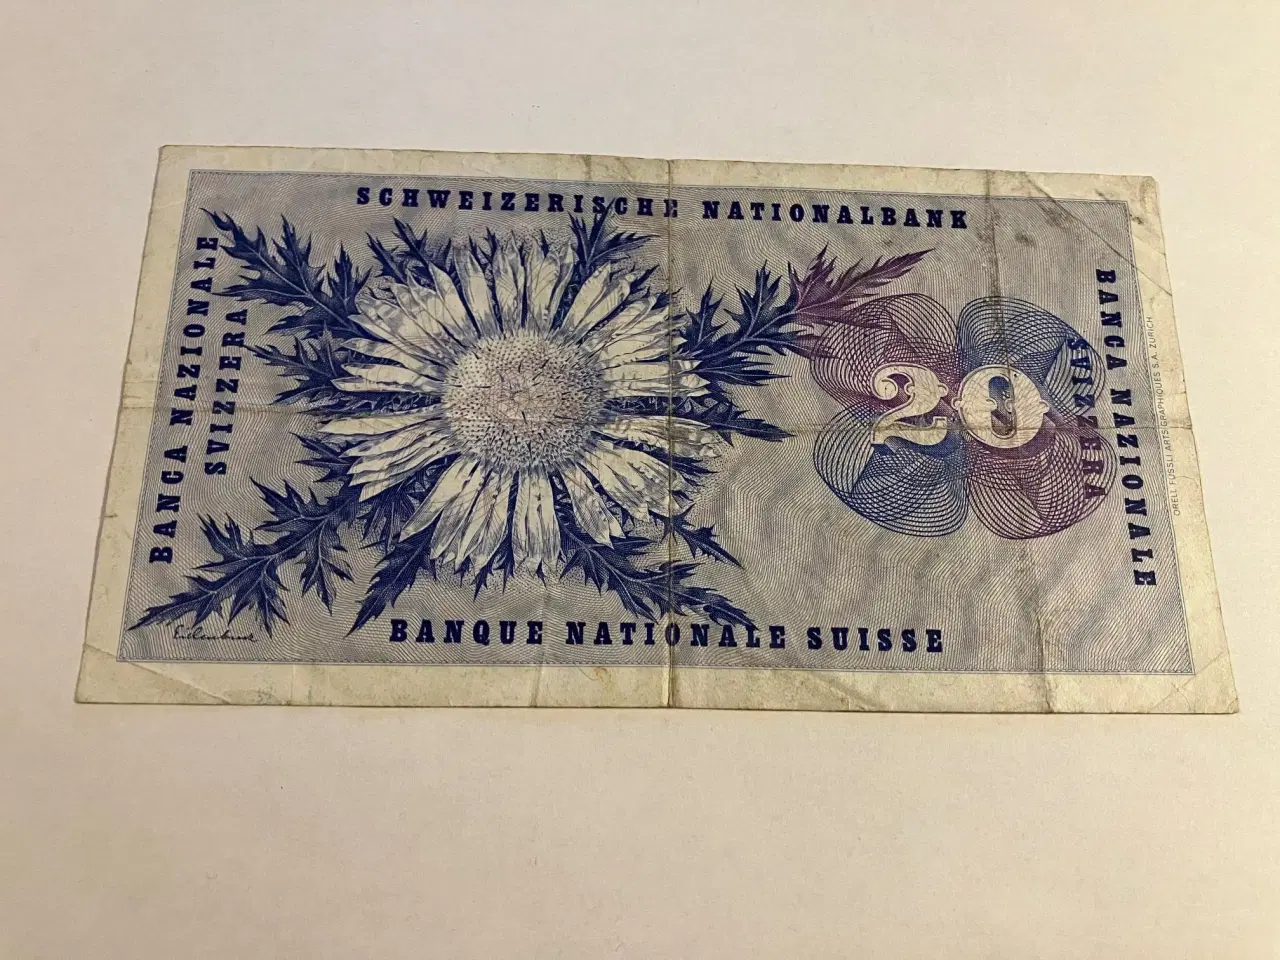 SCHWEIZERISCHE NATIONALBANK
BANCA NAZIONALE
SVIZZERA
20
BANCA NAZIONALE
SVIZZERA
ORELL FÜSSLI ARTS GRAPHIQUES S.A. ZURICH
BANQUE NATIONALE SUISSE